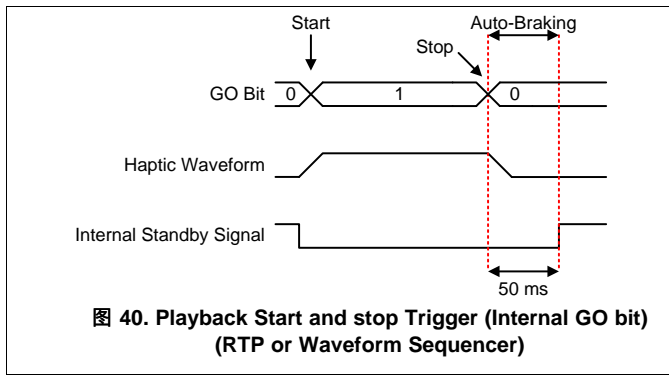 Start
Auto-Braking
Stop
GO Bit
0
1
0
Haptic Waveform
Internal Standby Signal
50 ms
图 40. Playback Start and stop Trigger (Internal GO bit)
(RTP or Waveform Sequencer)